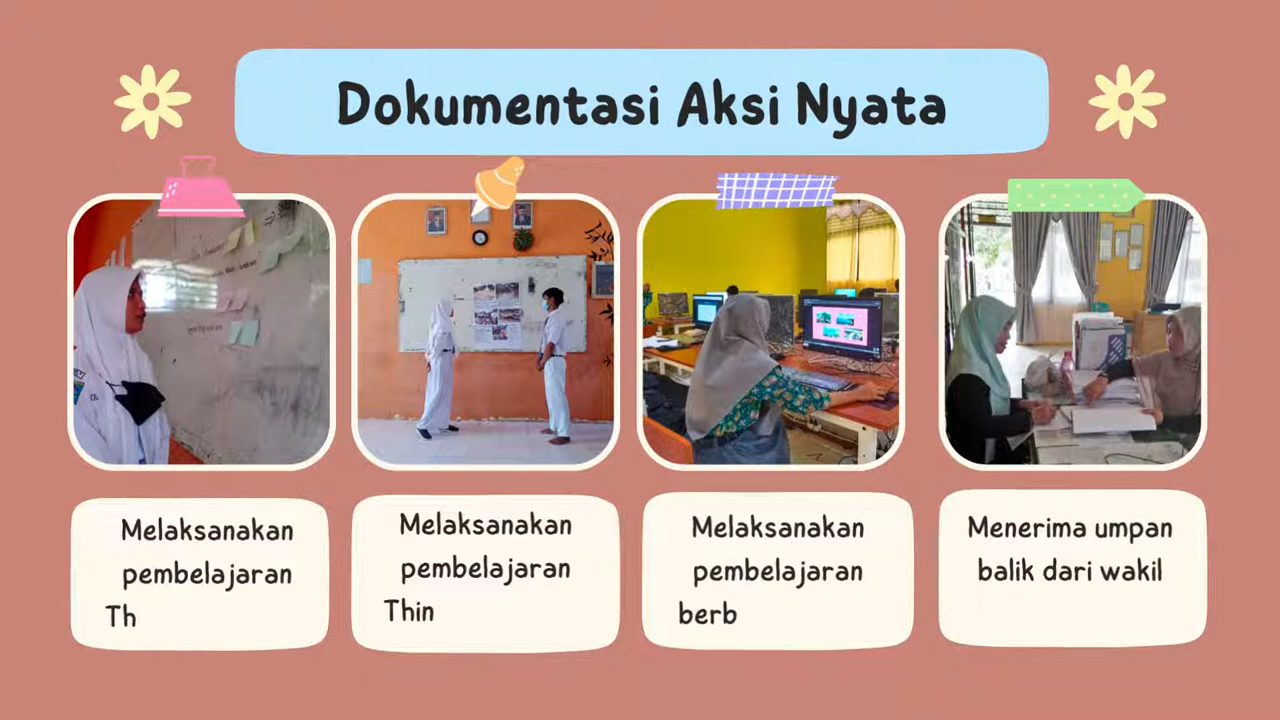 Dokumentasi Aksi Nyata
Melaksanakan
pembelajaran
Th
Melaksanakan
pembelajaran
Thin
Melaksanakan
pembelajaran
berb
Menerima umpan
balik dari wakil